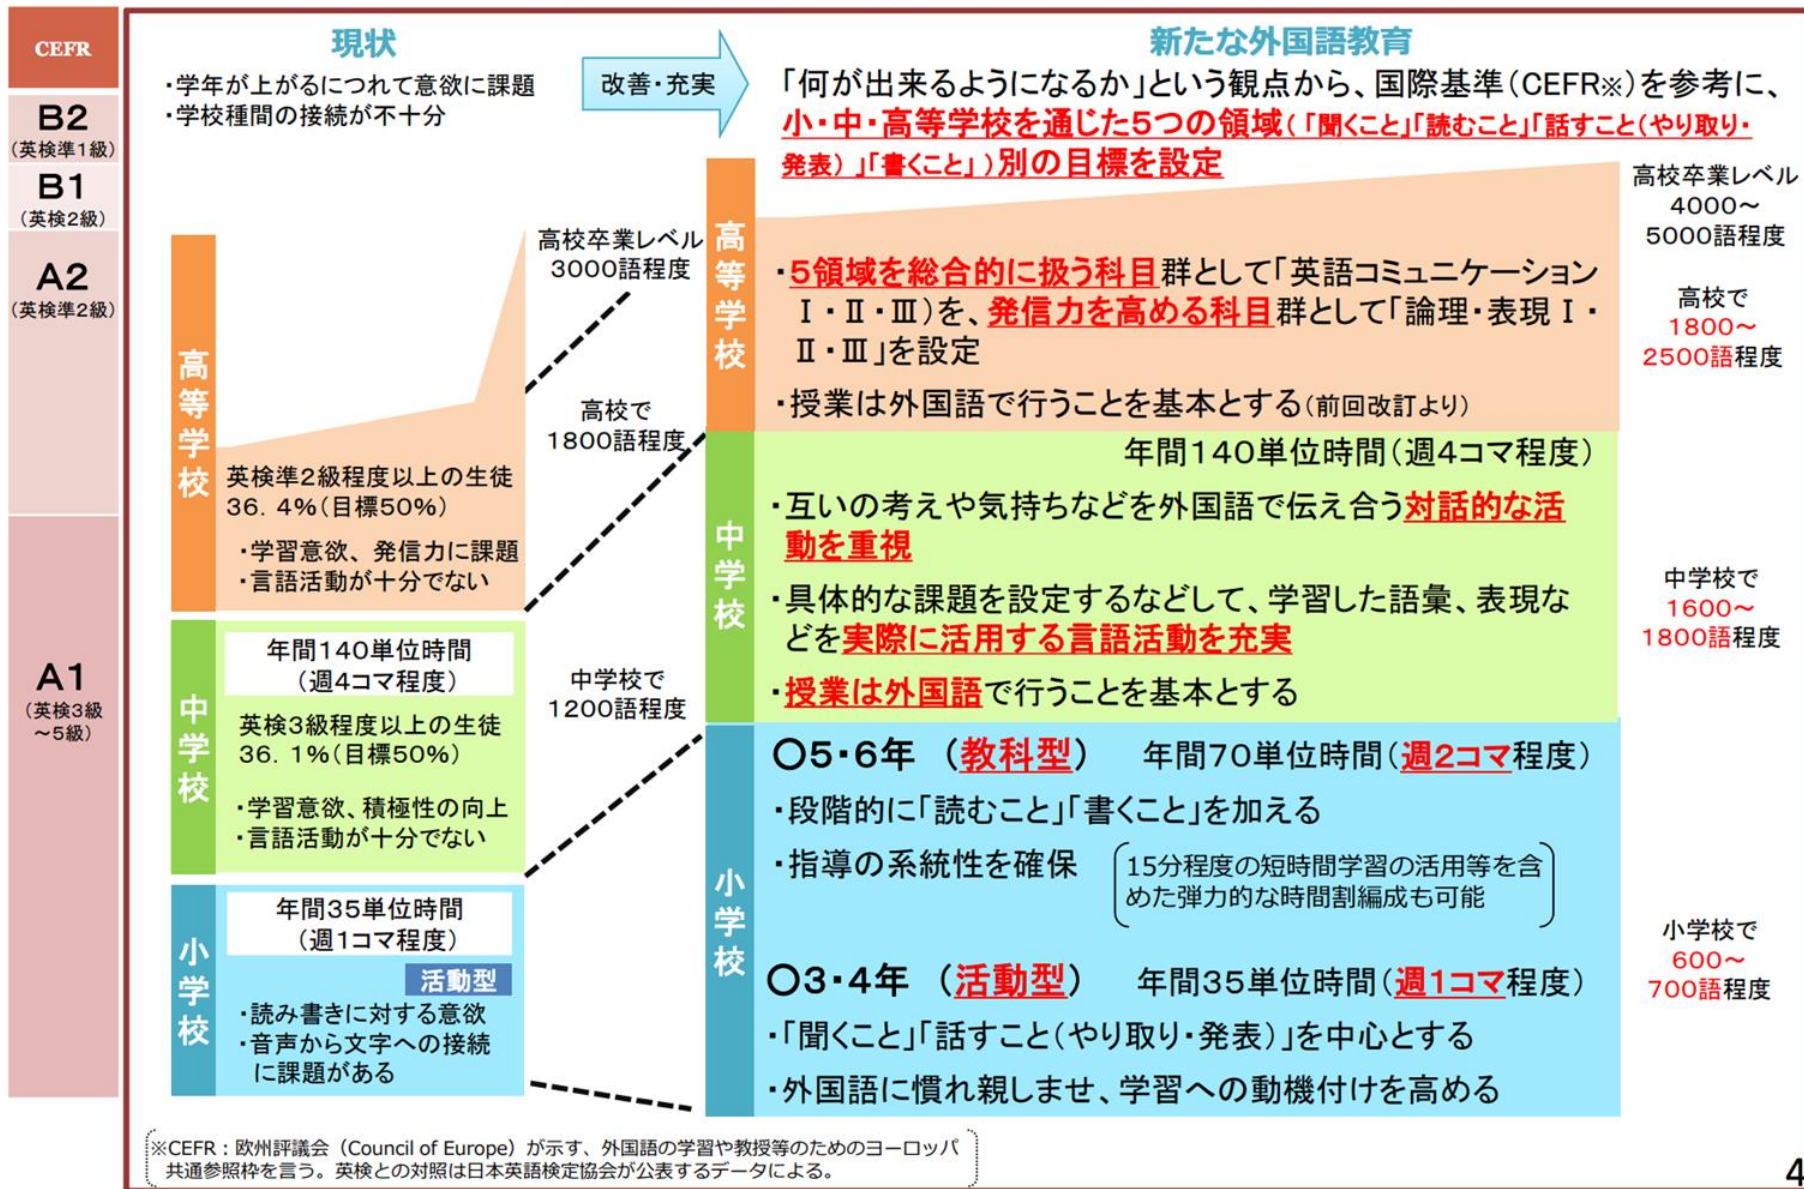 CEFR
B2
(英検準1級)
B1
(英検2級)
A2
(英検準2級)
A1
(英検3級
～5級)
現状
・学年が上がるにつれて意欲に課題
・学校種間の接続が不十分
改善・充実
新たな外国語教育
「何が出来るようになるか」という観点から、国際基準(CEFR※)を参考に、
小・中・高等学校を通じた5つの領域(「聞くこと」「読むこと」「話すこと(やり取り・
発表)」「書くこと」)別の目標を設定
高等学校
英検準2級程度以上の生徒
36.4%(目標50%)
・学習意欲、発信力に課題
・言語活動が十分でない
高校卒業レベル
3000語程度
高校で
1800語程度
中学校
年間140単位時間
(週4コマ程度)
英検3級程度以上の生徒
36.1%(目標50%)
・学習意欲、積極性の向上
・言語活動が十分でない
中学校で
1200語程度
小学校
年間35単位時間
(週1コマ程度)
活動型
・読み書きに対する意欲
・音声から文字への接続
に課題がある
高等学校
・5領域を総合的に扱う科目群として「英語コミュニケーション
Ⅰ・Ⅱ・Ⅲ)を、発信力を高める科目群として「論理・表現Ⅰ・
Ⅱ・Ⅲ」を設定
・授業は外国語で行うことを基本とする(前回改訂より)
高校卒業レベル
4000～
5000語程度
高校で
1800～
2500語程度
中学校
年間140単位時間(週4コマ程度)
・互いの考えや気持ちなどを外国語で伝え合う対話的な活
動を重視
・具体的な課題を設定するなどして、学習した語彙、表現な
どを実際に活用する言語活動を充実
・授業は外国語で行うことを基本とする
中学校で
1600～
1800語程度
小学校
○5・6年 (教科型) 年間70単位時間(週2コマ程度)
・段階的に「読むこと」「書くこと」を加える
・指導の系統性を確保
15分程度の短時間学習の活用等を含
めた弾力的な時間割編成も可能
○3・4年 (活動型) 年間35単位時間(週1コマ程度)
・「聞くこと」「話すこと(やり取り・発表)」を中心とする
・外国語に慣れ親しませ、学習への動機付けを高める
小学校で
600～
700語程度
※CEFR：欧州評議会（Council of Europe）が示す、外国語の学習や教授等のためのヨーロッパ
共通参照枠を言う。英検との対照は日本英語検定協会が公表するデータによる。
4